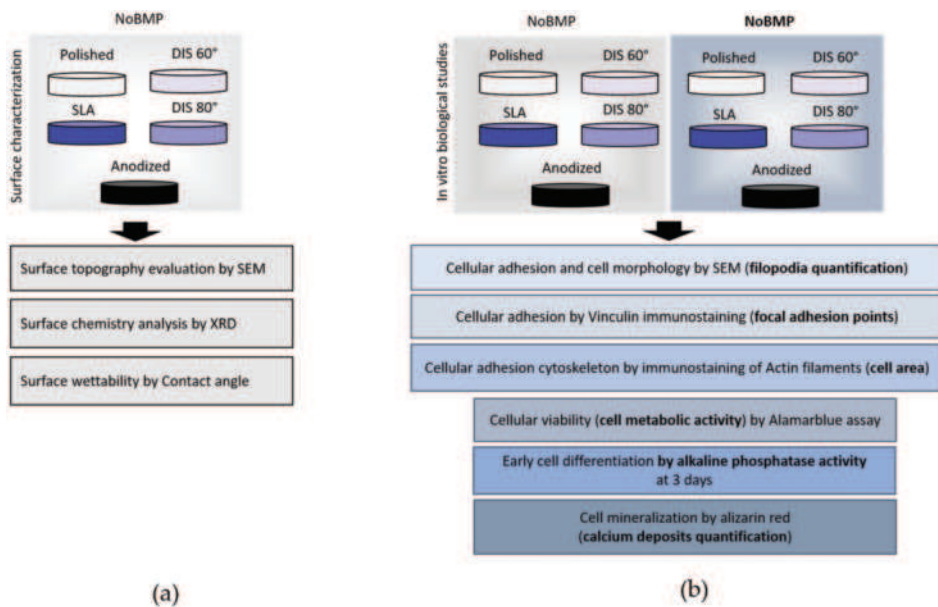 NoBMP
Surface characterization
Polished
DIS 60°
SLA
DIS 80°
Anodized
Surface topography evaluation by SEM
Surface chemistry analysis by XRD
Surface wettability by Contact angle
(a)
In vitro biological studies
NoBMP
Polished
DIS 60°
SLA
DIS 80°
Anodized
NoBMP
Polished
DIS 60°
SLA
DIS 80°
Anodized
Cellular adhesion and cell morphology by SEM (filopodia quantification)
Cellular adhesion by Vinculin immunostaining (focal adhesion points)
Cellular adhesion cytoskeleton by immunostaining of Actin filaments (cell area)
Cellular viability (cell metabolic activity) by Alamarblue assay
Early cell differentiation by alkaline phosphatase activity
at 3 days
Cell mineralization by alizarin red
(calcium deposits quantification)
(b)